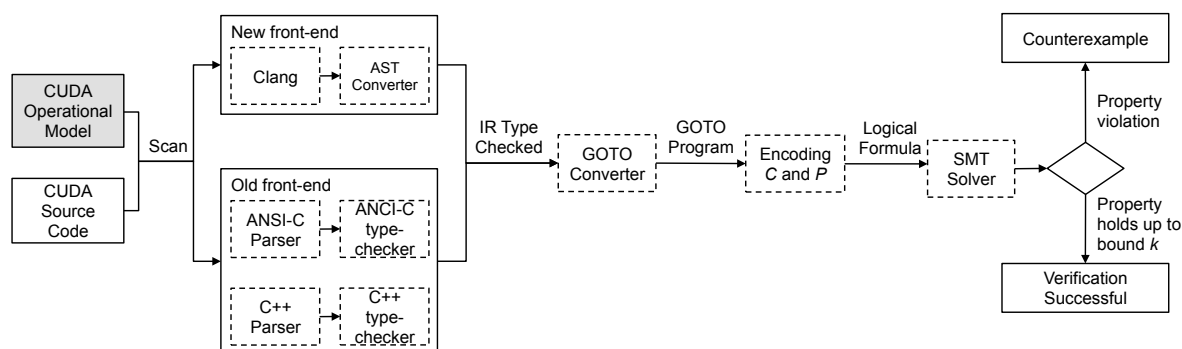 CUDA
Operational
Model
CUDA
Source
Code
Scan
New front-end
Clang
AST
Converter
Old front-end
ANSI-C
Parser
ANCI-C
type-
checker
C++
Parser
C++
type-
checker
IR Type
Checked
GOTO
Converter
GOTO
Program
Encoding
C and P
Logical
Formula
SMT
Solver
Counterexample
Property
violation
Property
holds up to
bound k
Verification
Successful